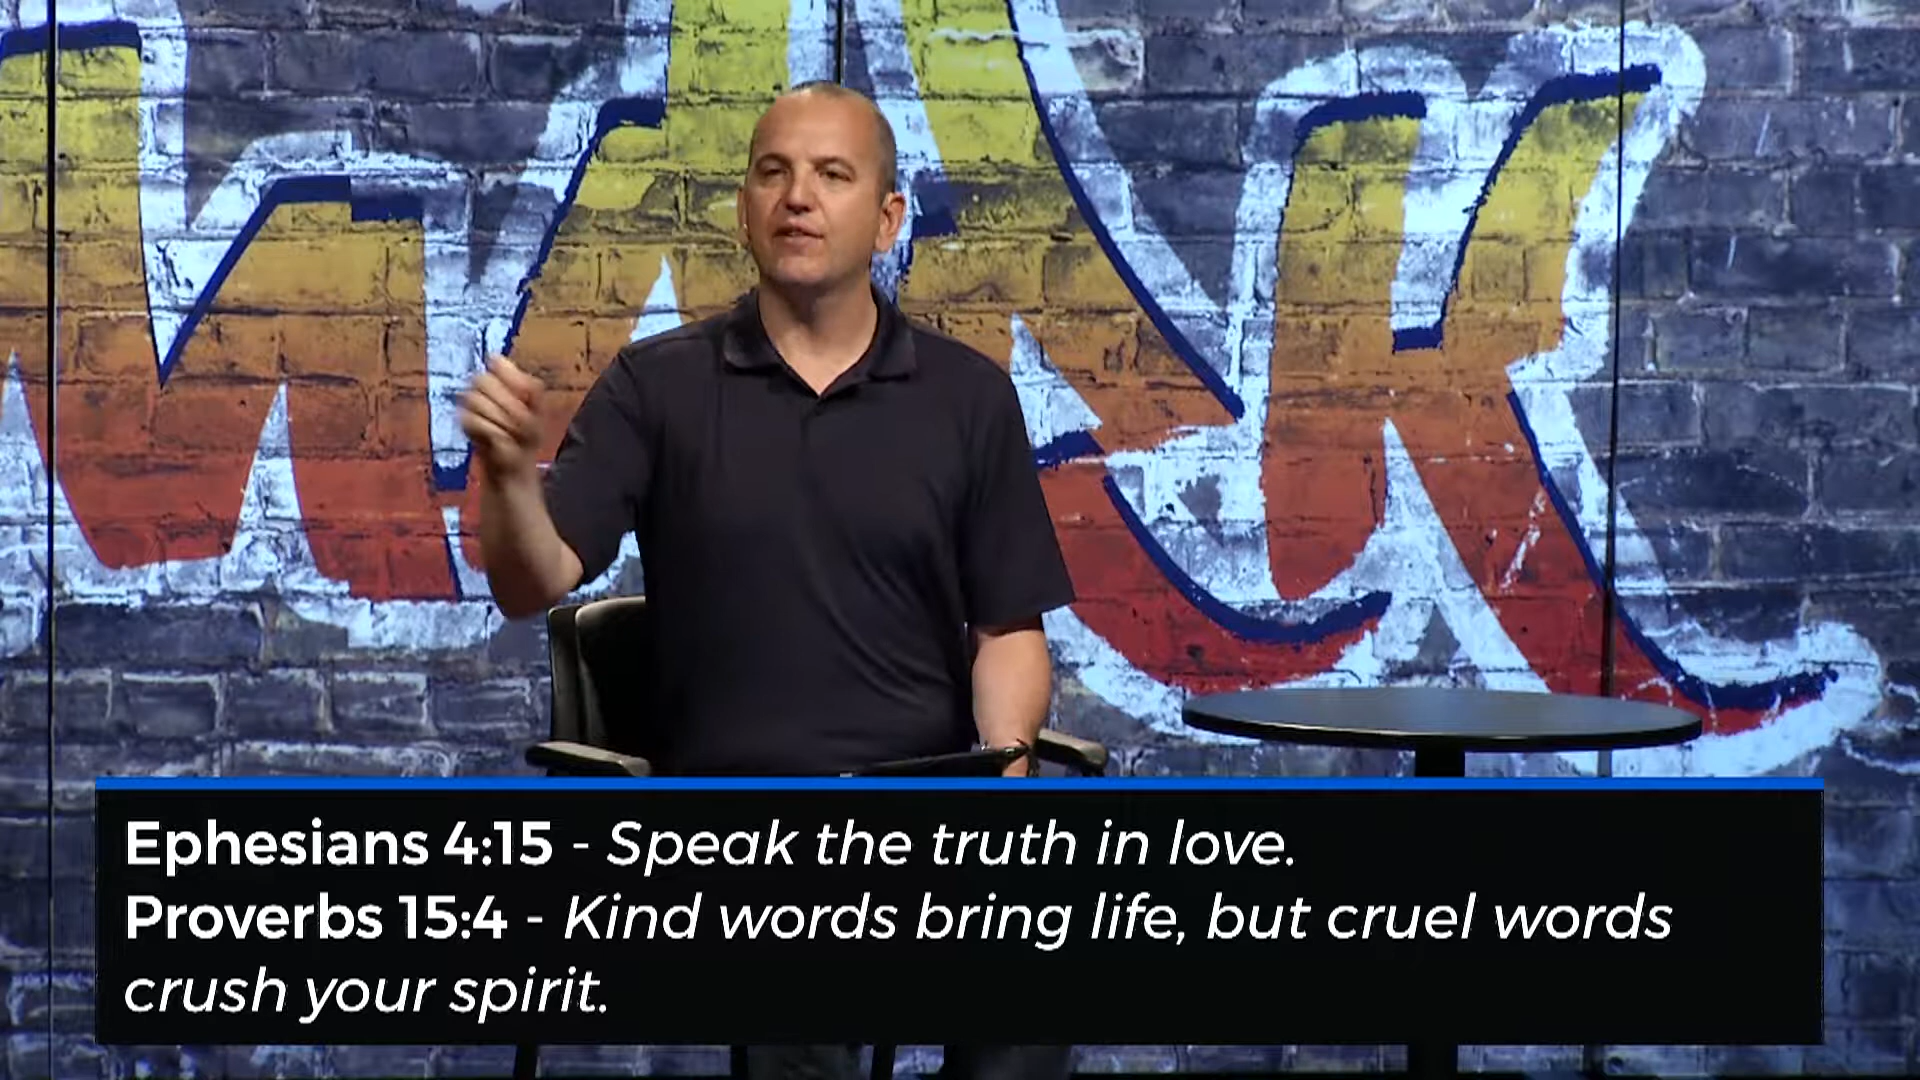 Ephesians 4:15 - Speak the truth in love.
Proverbs 15:4 - Kind words bring life, but cruel words
crush your spirit.